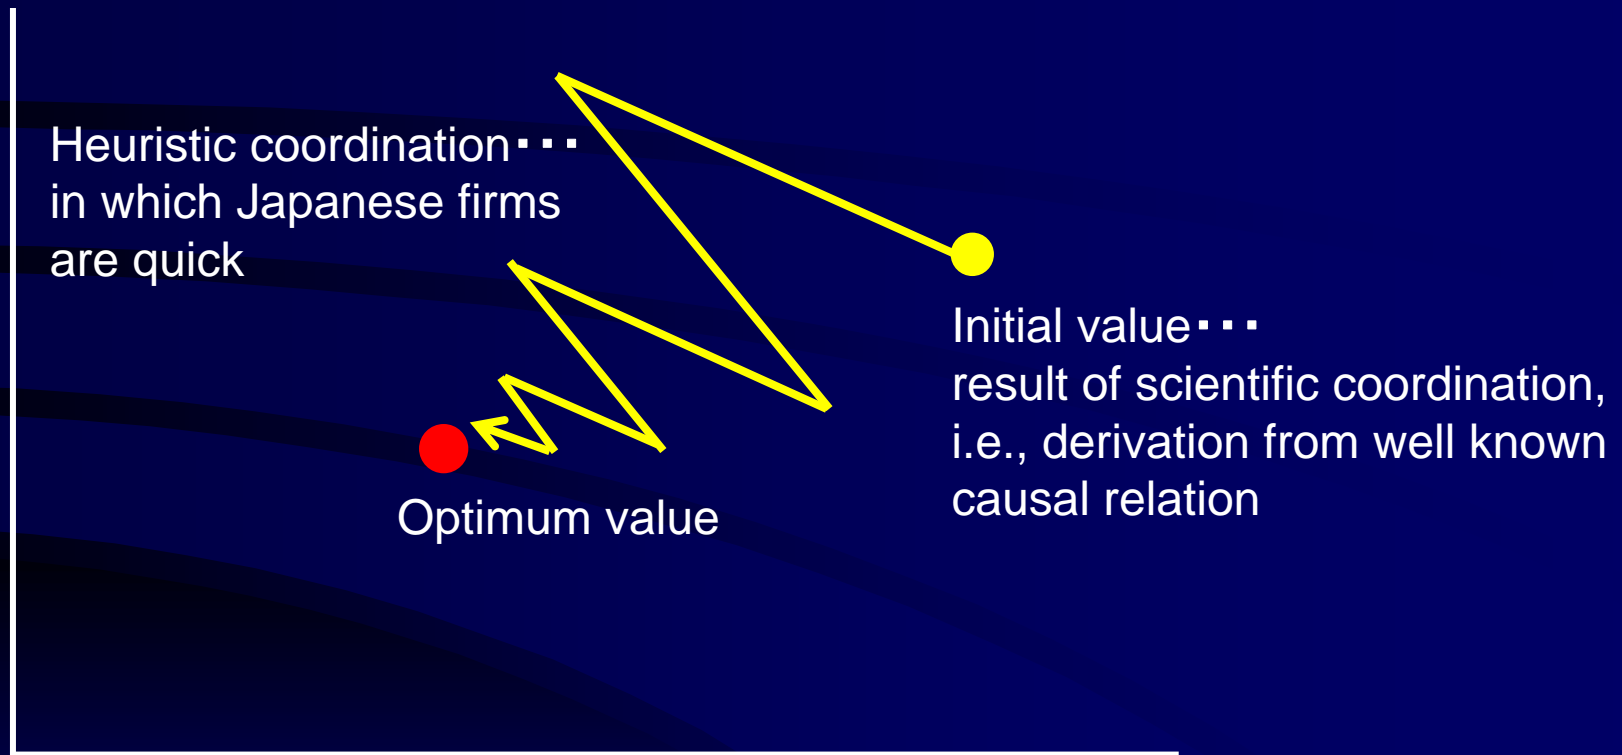 Heuristic coordination･･･
in which Japanese firms
are quick
Initial value･･･
result of scientific coordination,
i.e., derivation from well known
causal relation
Optimum value